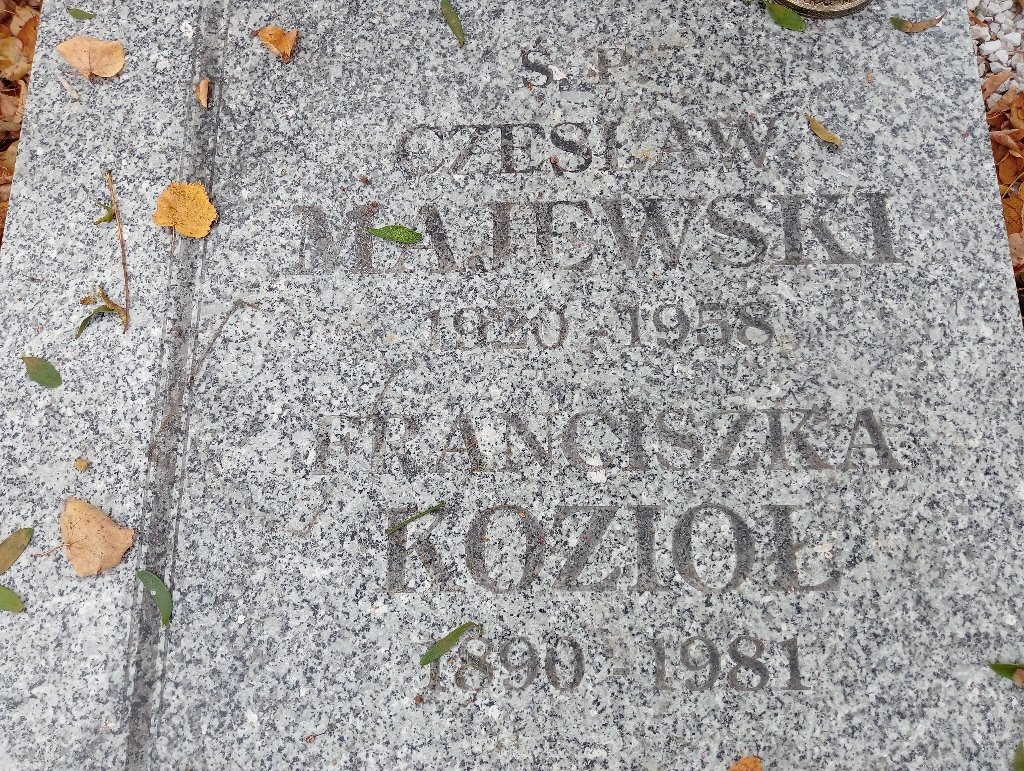 Ś. P.
CZESŁAW
MAJEWSKI
1920 - 1958
FRANCISZKA
KOZIOŁ
1890 - 1981